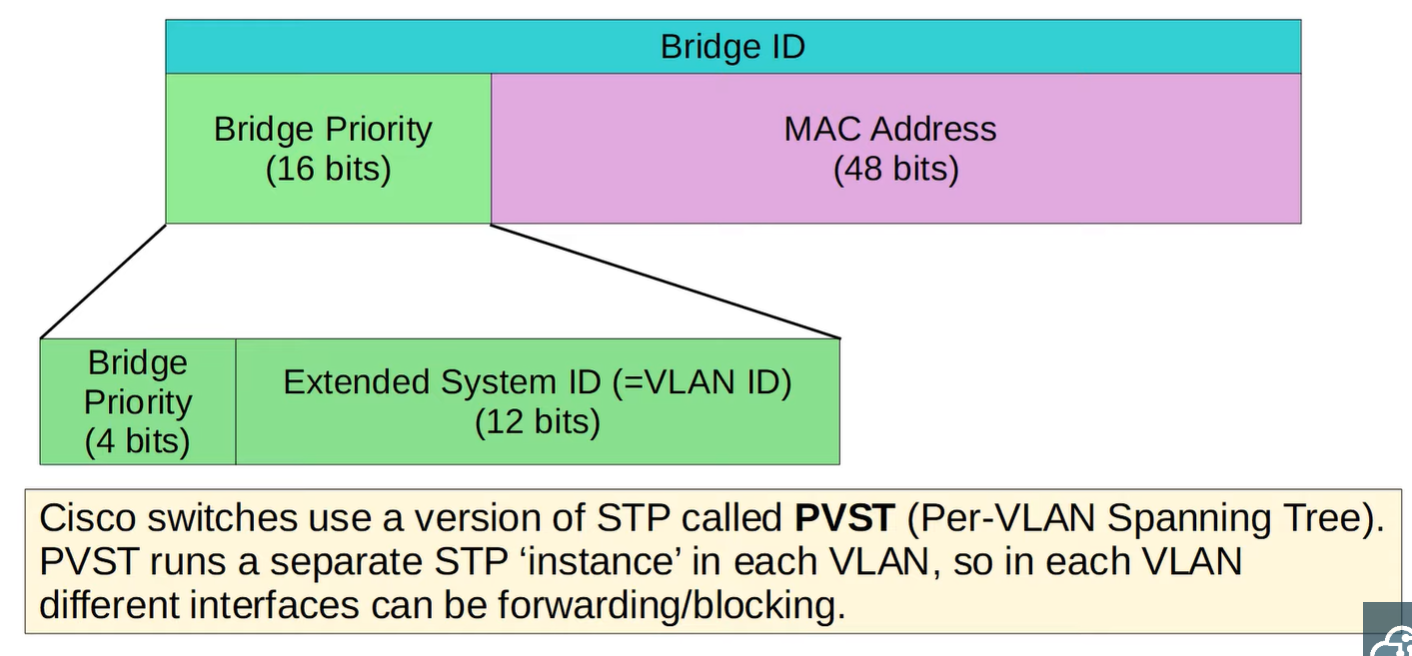 Bridge ID
Bridge Priority
(16 bits)
MAC Address
(48 bits)
Bridge
Priority
(4 bits)
Extended System ID (=VLAN ID)
(12 bits)
Cisco switches use a version of STP called PVST (Per-VLAN Spanning Tree).
PVST runs a separate STP ‘instance’ in each VLAN, so in each VLAN
different interfaces can be forwarding/blocking.